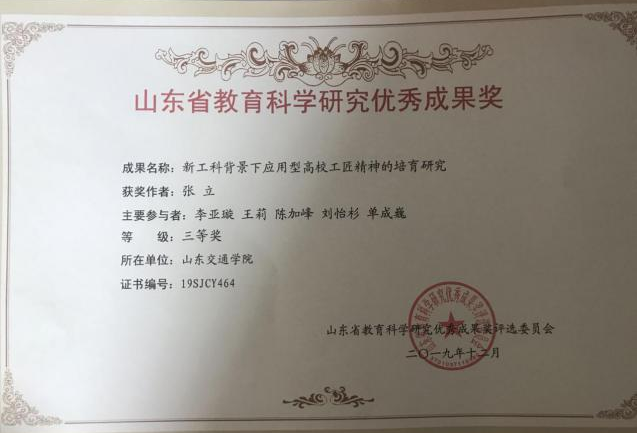 山东省教育科学研究优秀成果奖
成果名称：新工科背景下应用型高校工匠精神的培育研究
获奖作者：张 立
主要参与者：李亚璇 王莉 陈加峰 刘怡杉 单成巍
等 级：三等奖
所在单位：山东交通学院
证书编号：19SJCY464
山东省教育科学研究优秀成果奖评选委员会
二〇一九年十二月